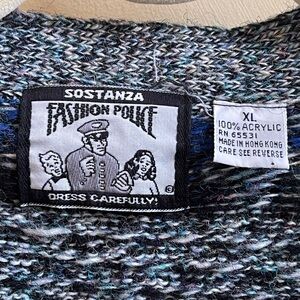 SOSTANZA
FASHION POLICE
DRESS CAREFULLY!
XL
100% ACRYLIC
RN 65531
MADE IN HONG KONG
CARE SEE REVERSE